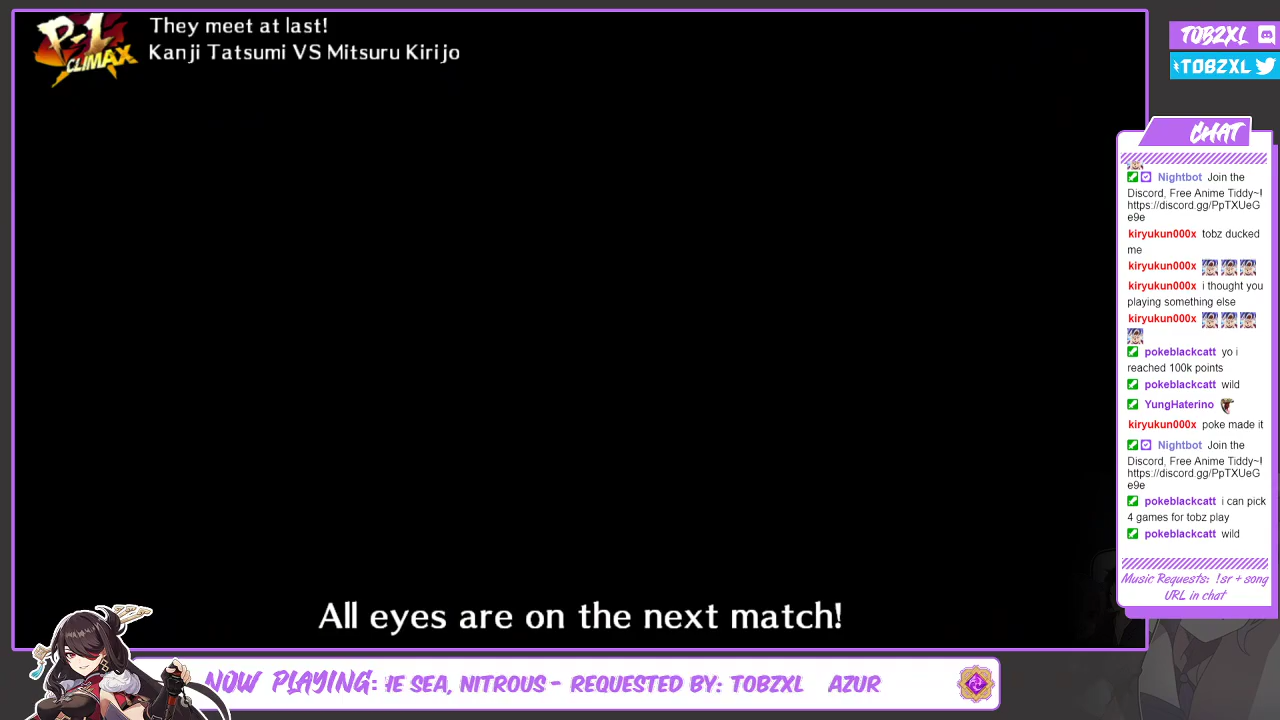 P-1
CLIMAX
They meet at last!
Kanji Tatsumi VS Mitsuru Kirijo
All eyes are on the next match!
TOBZXL
TOBZXL
CHAT
Nightbot Join the
Discord, Free Anime Tiddy~!
https://discord.gg/PpTXUeG
e9e
kiryukun000x tobz ducked
me
kiryukun000x
kiryukun000x i thought you
playing something else
kiryukun000x
pokeblackcatt yo i
reached 100k points
pokeblackcatt wild
YungHaterino
kiryukun000x poke made it
Nightbot Join the
Discord, Free Anime Tiddy~!
https://discord.gg/PpTXUeG
e9e
pokeblackcatt i can pick
4 games for tobz play
pokeblackcatt wild
Music Requests: !sr + song
URL in chat
NOW PLAYING: HE SEA, NITROUS - REQUESTED BY: TOBZXL AZUR